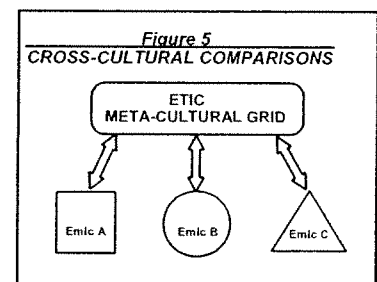 Figure 5
CROSS-CULTURAL COMPARISONS
ETIC
META-CULTURAL GRID
Emic A
Emic B
Emic C